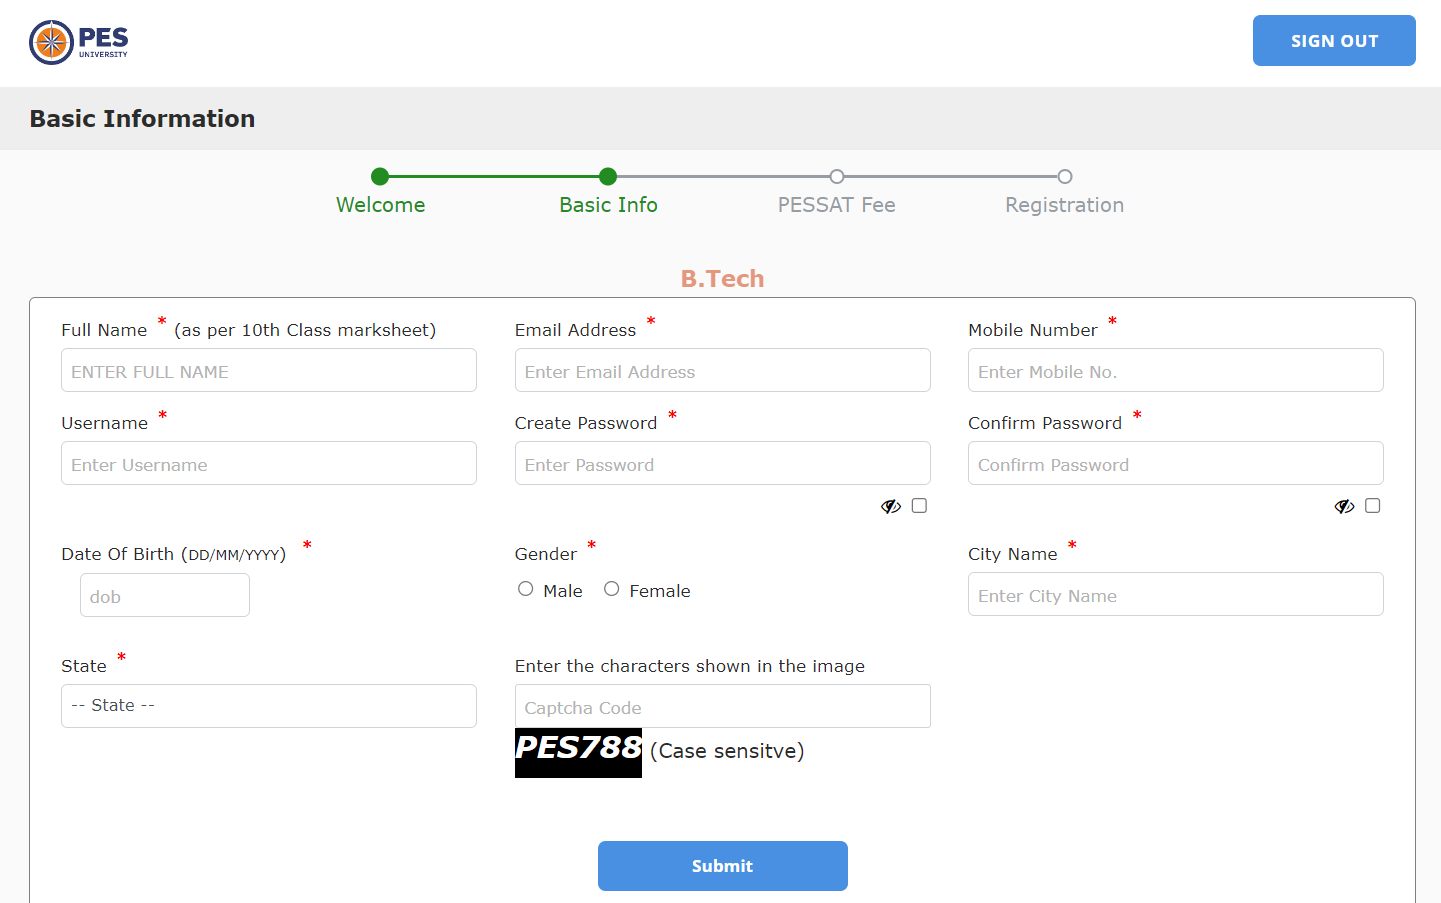 PES
UNIVERSITY
SIGN OUT
Basic Information
Welcome
Basic Info
PESSAT Fee
Registration
B.Tech
Full Name * (as per 10th Class marksheet)
ENTER FULL NAME
Email Address *
Enter Email Address
Mobile Number *
Enter Mobile No.
Username *
Enter Username
Create Password *
Enter Password
Confirm Password *
Confirm Password
Date Of Birth (DD/MM/YYYY) *
dob
Gender *
Male Female
City Name *
Enter City Name
State *
-- State --
Enter the characters shown in the image
Captcha Code
PES788 (Case sensitve)
Submit